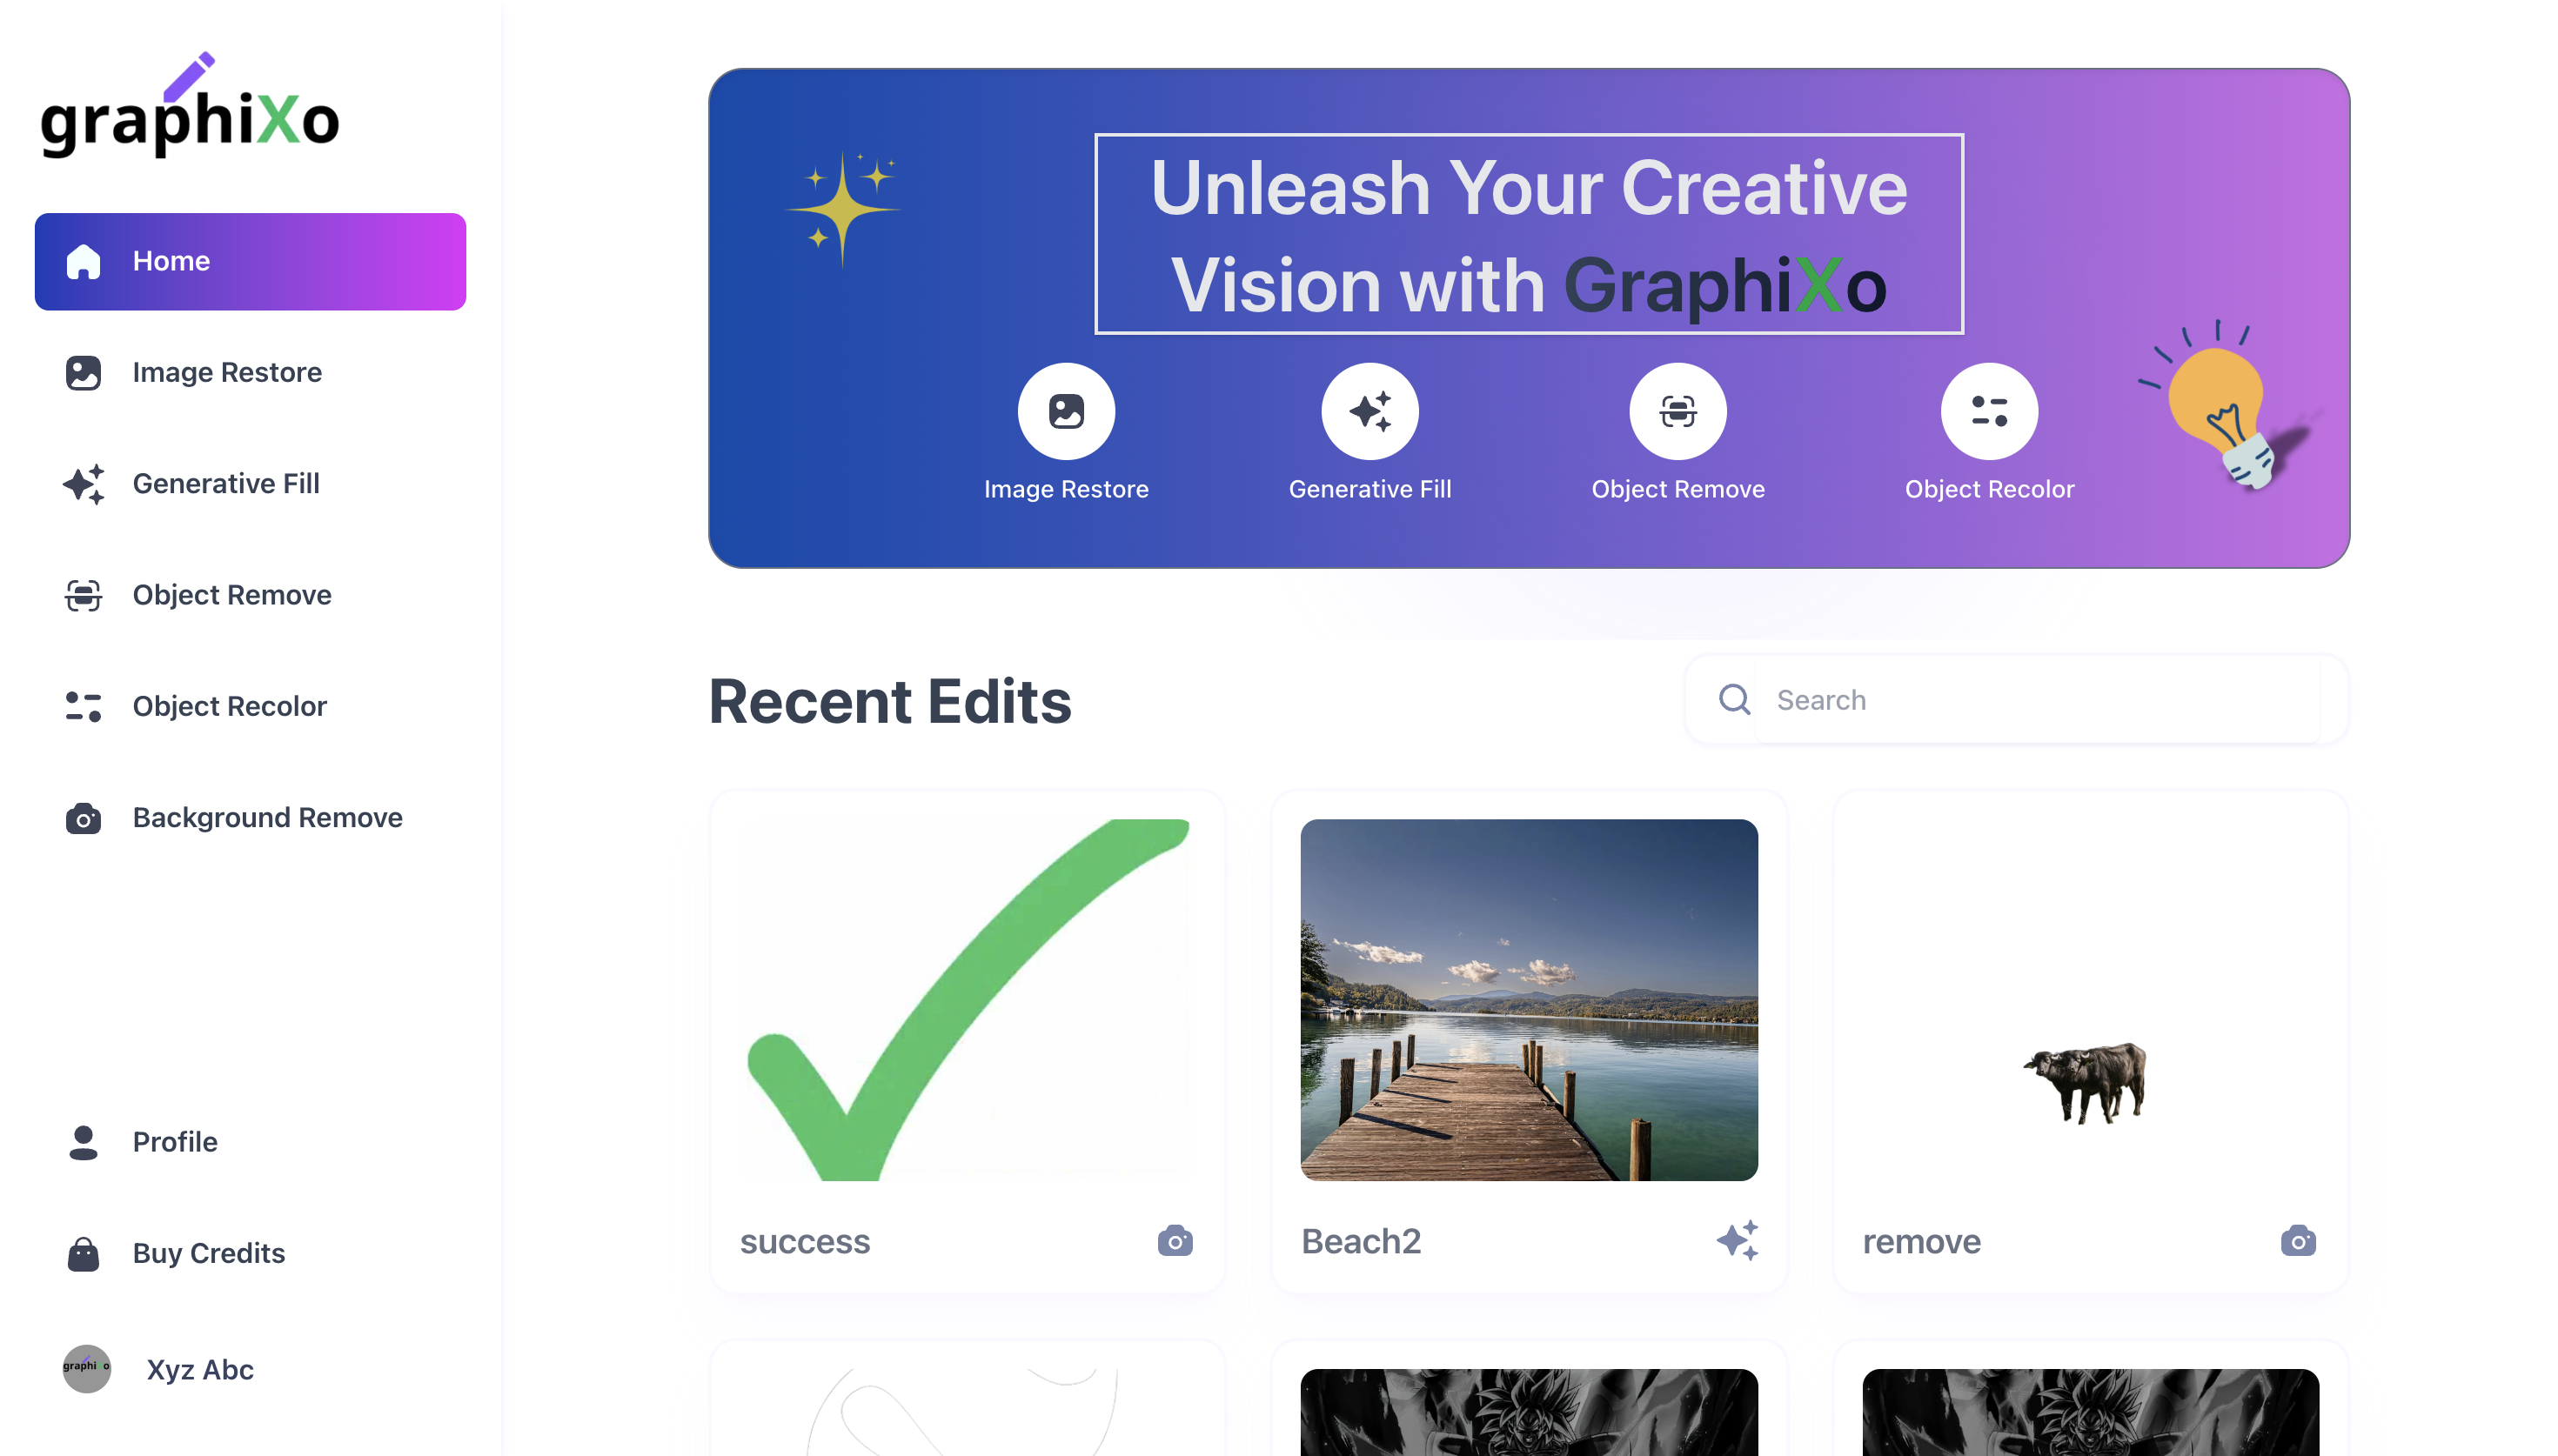 graphiXo
Home
Image Restore
Generative Fill
Object Remove
Object Recolor
Background Remove
Profile
Buy Credits
graphiXo
Xyz Abc
Unleash Your Creative
Vision with GraphiXo
Image Restore
Generative Fill
Object Remove
Object Recolor
Recent Edits
Search
success
Beach2
remove